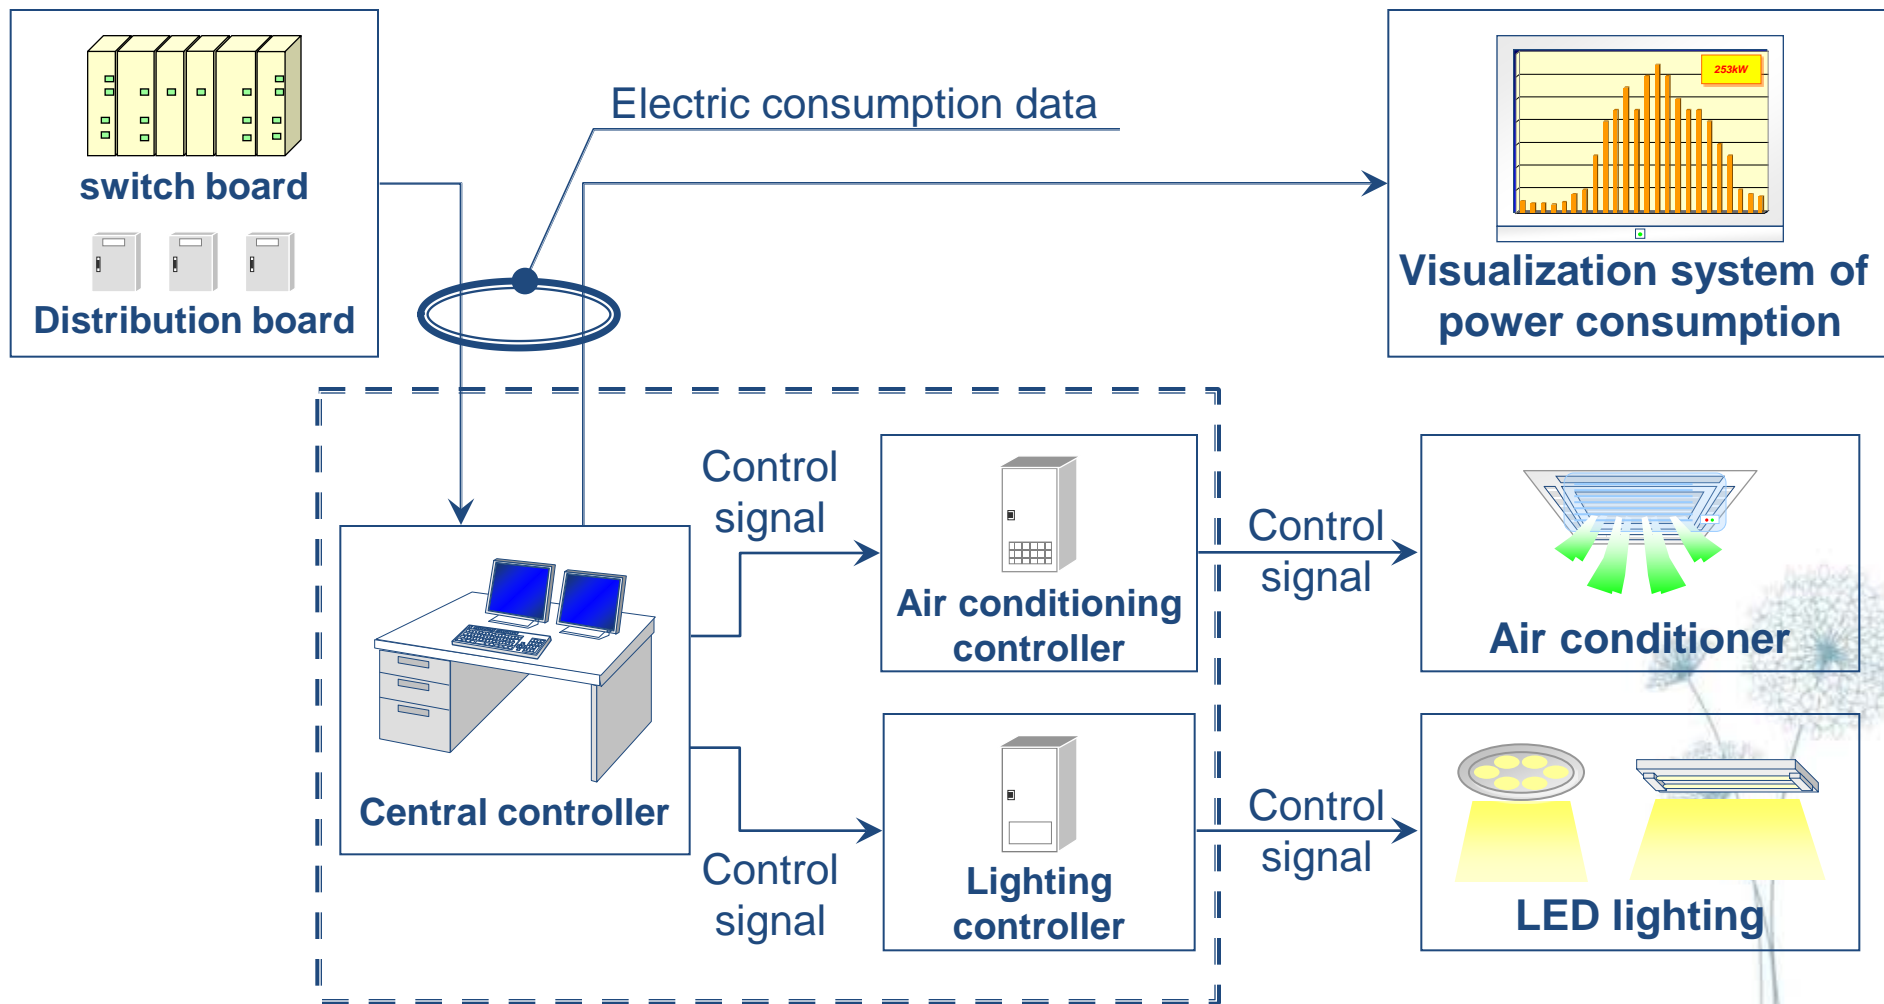 switch board
Distribution board
Electric consumption data
253kW
Visualization system of
power consumption
Control
signal
Air conditioning
controller
Control
signal
Air conditioner
Central controller
Control
signal
Lighting
controller
Control
signal
LED lighting